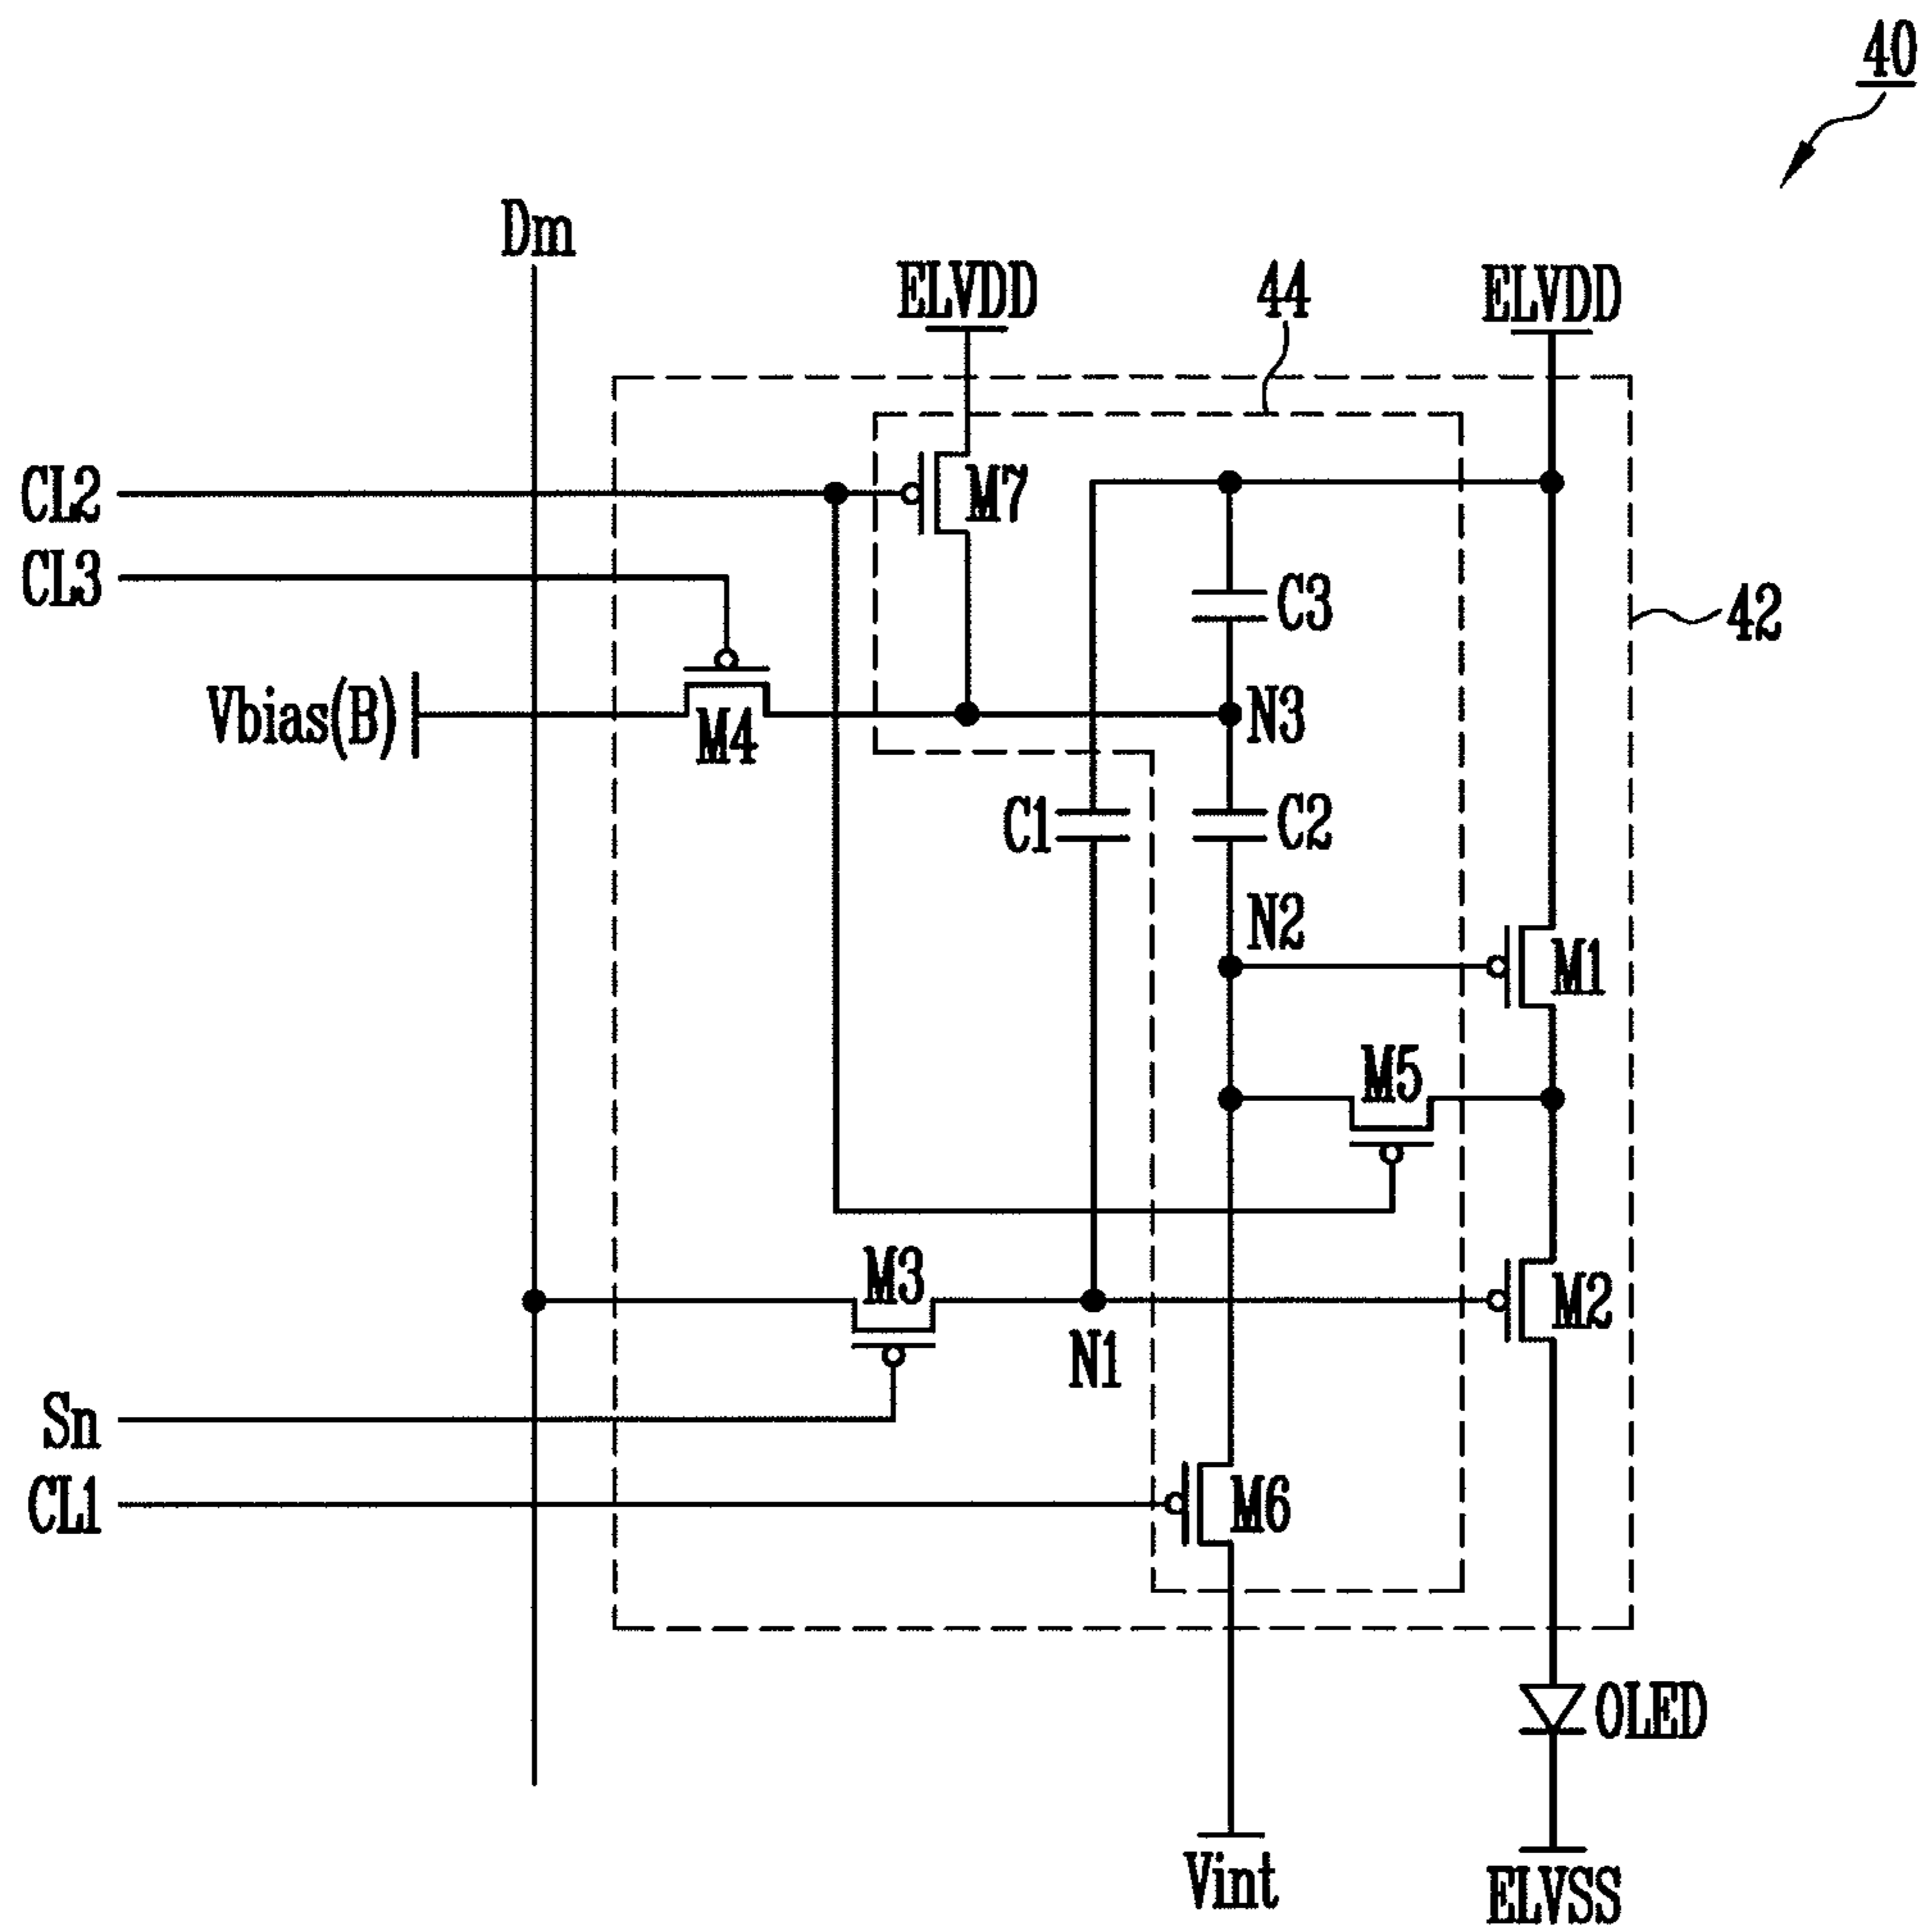 40
Dm
ELVDD
44
ELVDD
CL2
M7
CL3
C3
42
Vbias(B)
M4
N3
C1
C2
N2
M1
M5
M3
M2
N1
Sn
CL1
M6
OLED
Vint
ELVSS